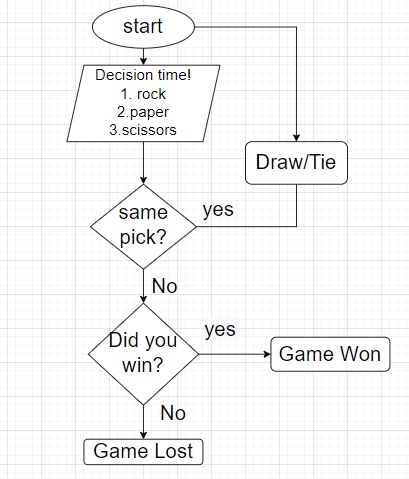 start
Decision time!
1. rock
2.paper
3.scissors
Draw/Tie
same
pick?
yes
No
Did you
win?
yes
Game Won
No
Game Lost